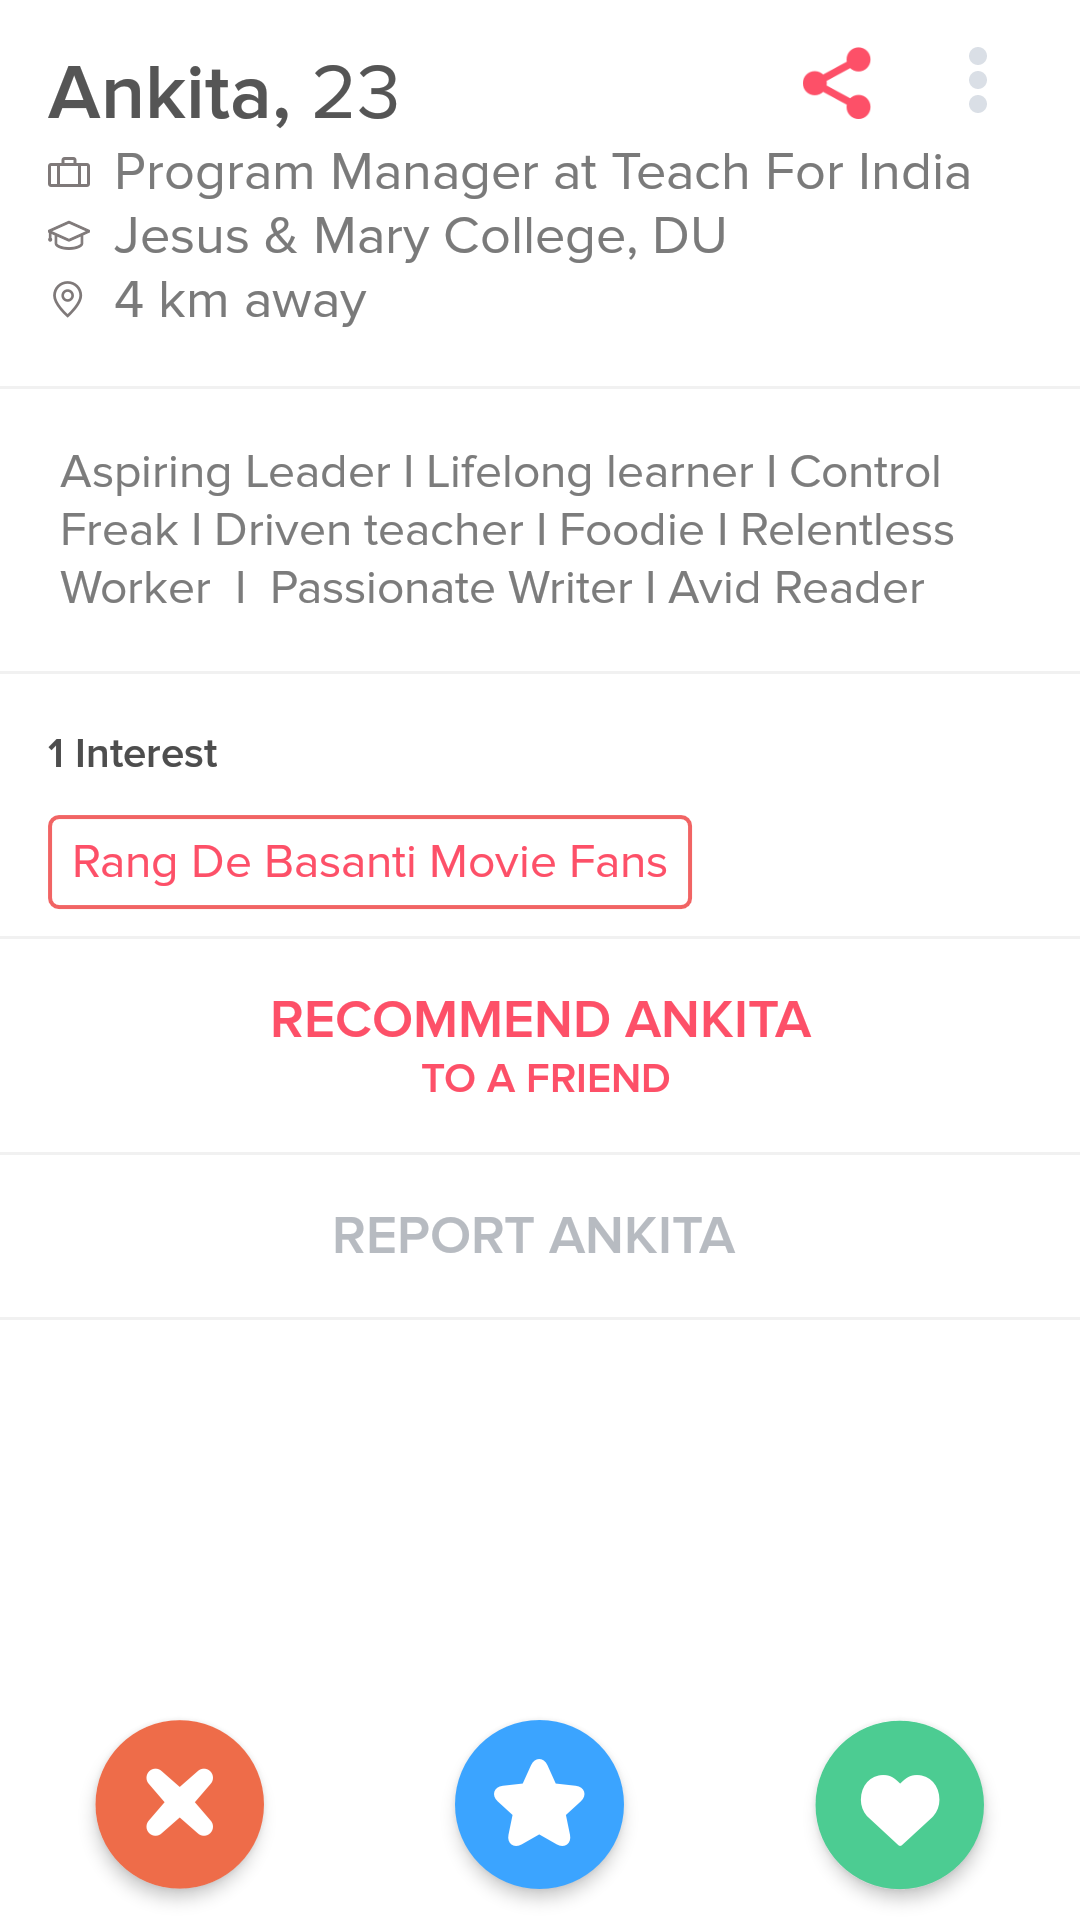 Ankita, 23
Program Manager at Teach For India
Jesus & Mary College, DU
4 km away
Aspiring Leader I Lifelong learner I Control
Freak I Driven teacher I Foodie I Relentless
Worker  I  Passionate Writer I Avid Reader
1 Interest
Rang De Basanti Movie Fans
RECOMMEND ANKITA
TO A FRIEND
REPORT ANKITA